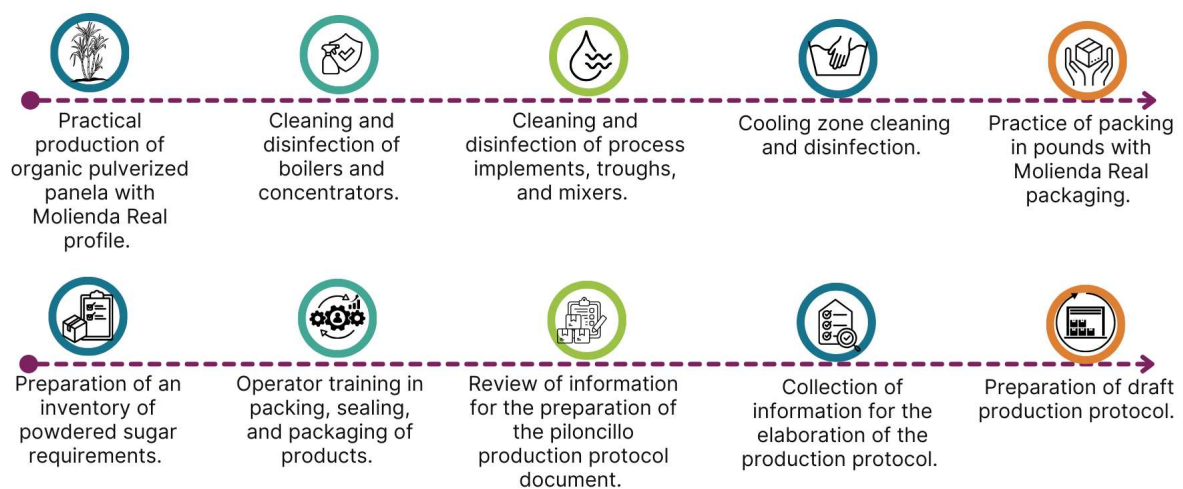 Practical
production of
organic pulverized
panela with
Molienda Real
profile.
Cleaning and
disinfection of
boilers and
concentrators.
Cleaning and
disinfection of process
implements, troughs,
and mixers.
Cooling zone cleaning
and disinfection.
Practice of packing
in pounds with
Molienda Real
packaging.
Preparation of an
inventory of
powdered sugar
requirements.
Operator training in
packing, sealing,
and packaging of
products.
Review of information
for the preparation of
the piloncillo
production protocol
document.
Collection of
information for the
elaboration of the
production protocol.
Preparation of draft
production protocol.